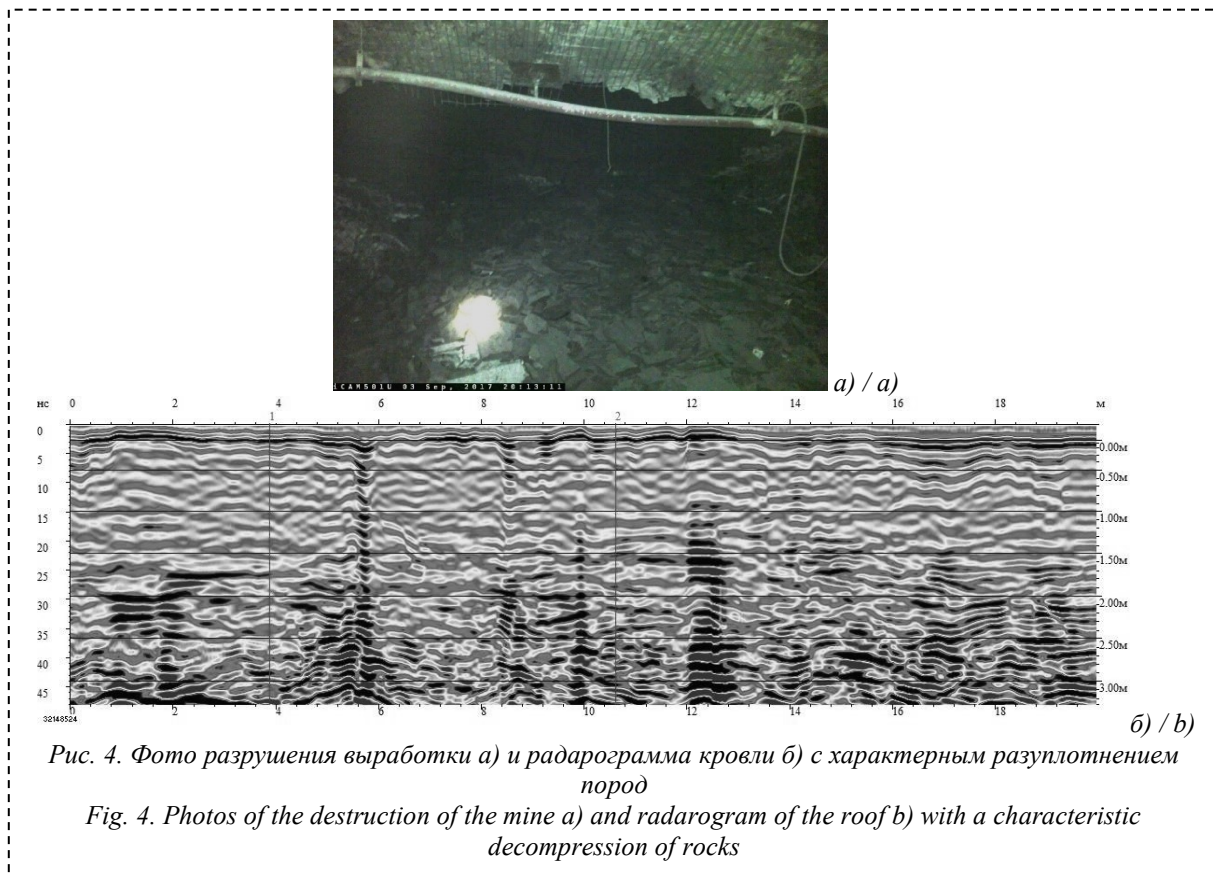 iCAM501U 03 Sep, 2017 20:13:11
а) / a)
нс 0 2 4 6 8 10 12 14 16 18 м
1 2
0
0.00м
5
0.50м
10
1.00м
15
20
1.50м
25
30
2.00м
35
2.50м
40
45
3.00м
0 2 4 6 8 10 12 14 16 18
32148524
б) / b)
Рис. 4. Фото разрушения выработки а) и радарограмма кровли б) с характерным разуплотнением
пород
Fig. 4. Photos of the destruction of the mine a) and radarogram of the roof b) with a characteristic
decompression of rocks